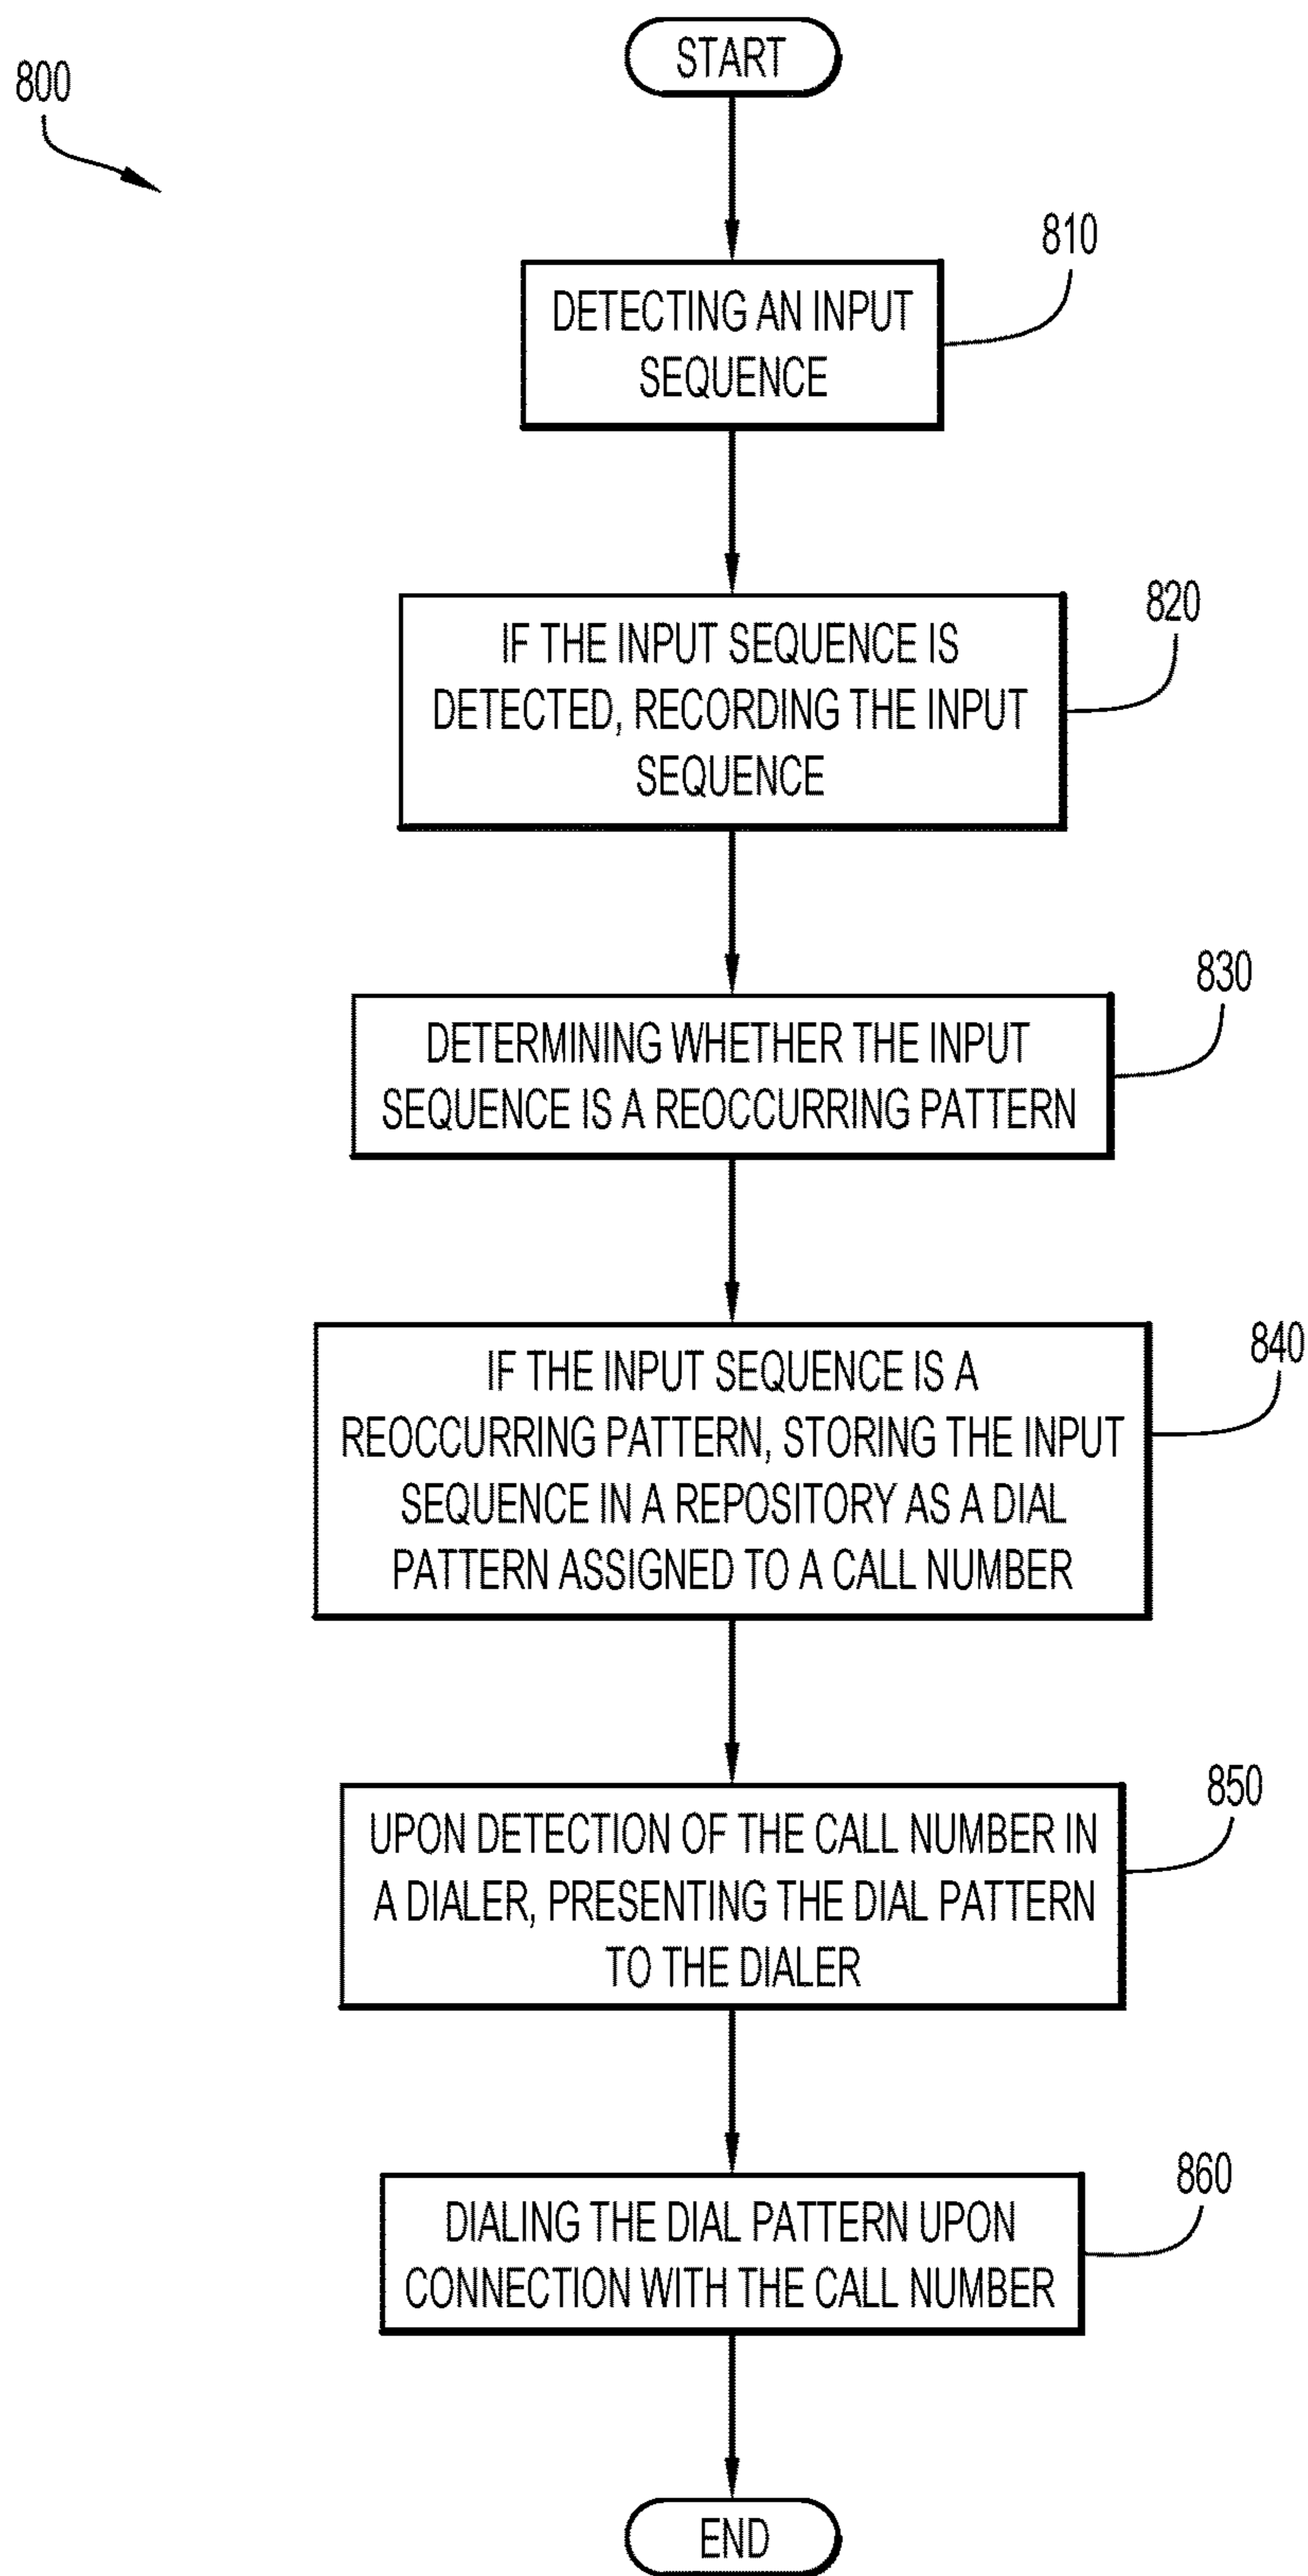 START
800
810
DETECTING AN INPUT
SEQUENCE
820
IF THE INPUT SEQUENCE IS
DETECTED, RECORDING THE INPUT
SEQUENCE
830
DETERMINING WHETHER THE INPUT
SEQUENCE IS A REOCCURRING PATTERN
840
IF THE INPUT SEQUENCE IS A
REOCCURRING PATTERN, STORING THE INPUT
SEQUENCE IN A REPOSITORY AS A DIAL
PATTERN ASSIGNED TO A CALL NUMBER
850
UPON DETECTION OF THE CALL NUMBER IN
A DIALER, PRESENTING THE DIAL PATTERN
TO THE DIALER
860
DIALING THE DIAL PATTERN UPON
CONNECTION WITH THE CALL NUMBER
END